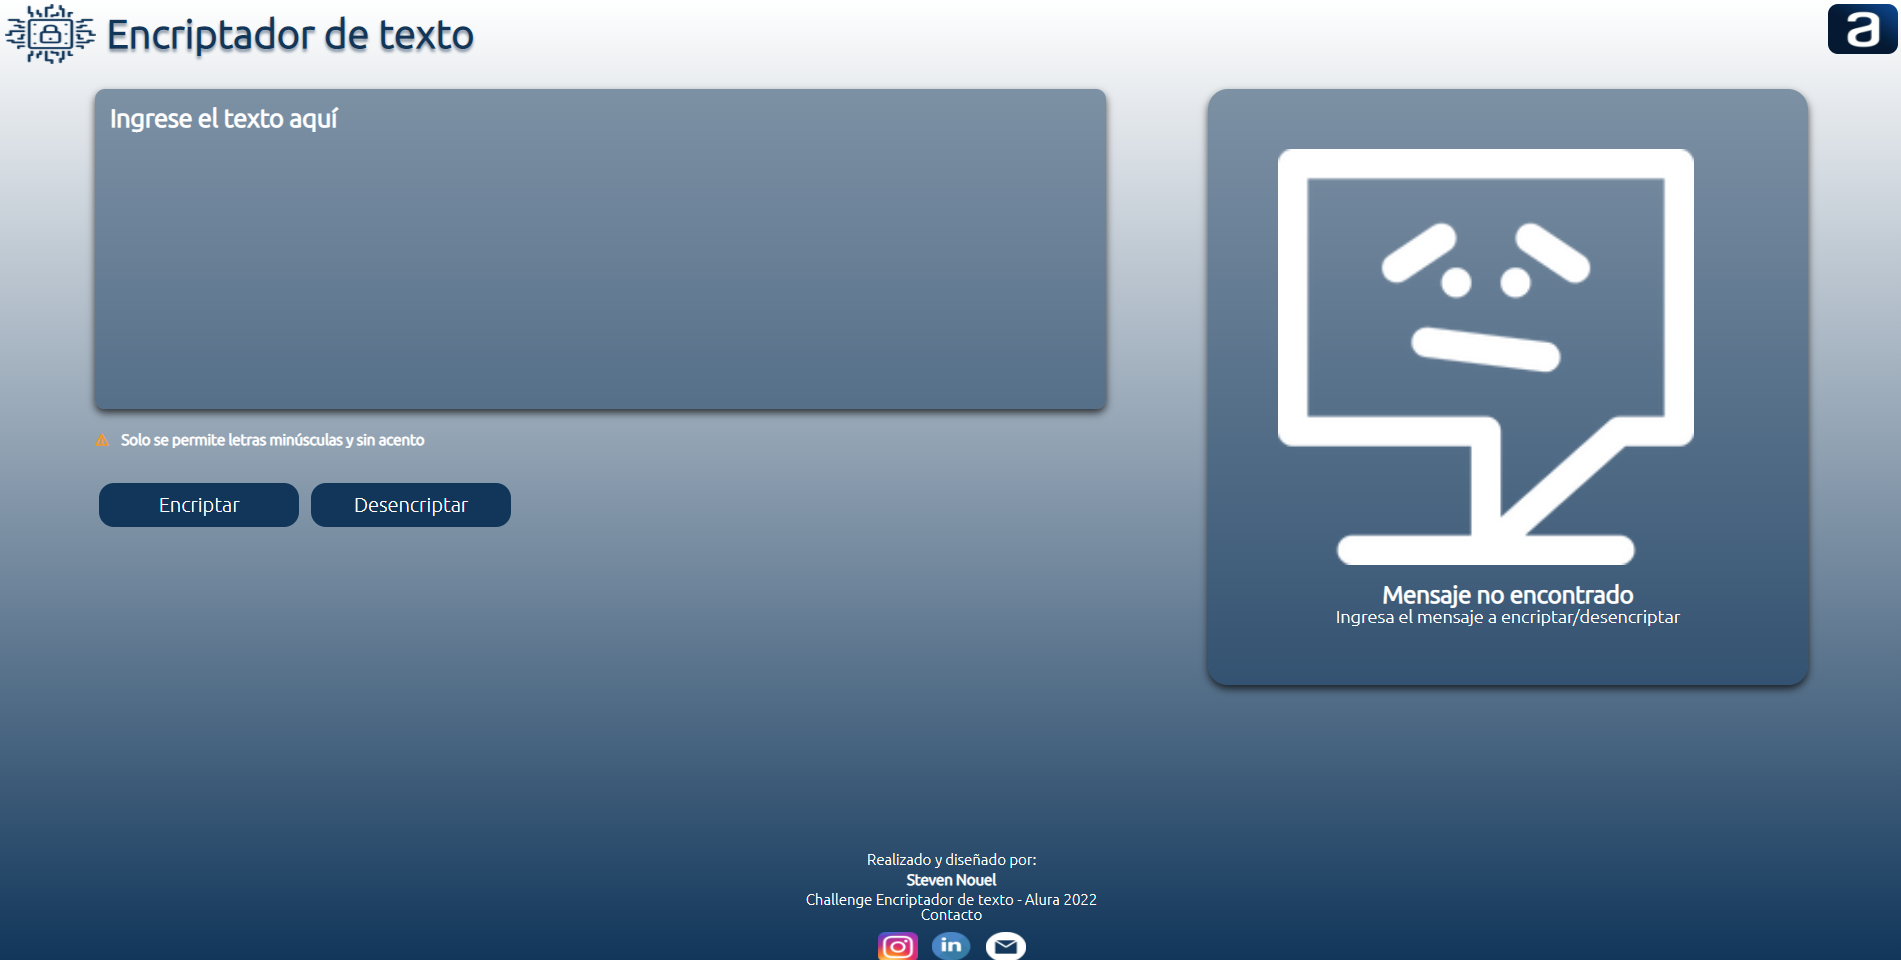 Encriptador de texto
a
Ingrese el texto aquí
Solo se permite letras minúsculas y sin acento
Encriptar
Desencriptar
Mensaje no encontrado
Ingresa el mensaje a encriptar/desencriptar
Realizado y diseñado por:
Steven Nouel
Challenge Encriptador de texto - Alura 2022
Contacto
in